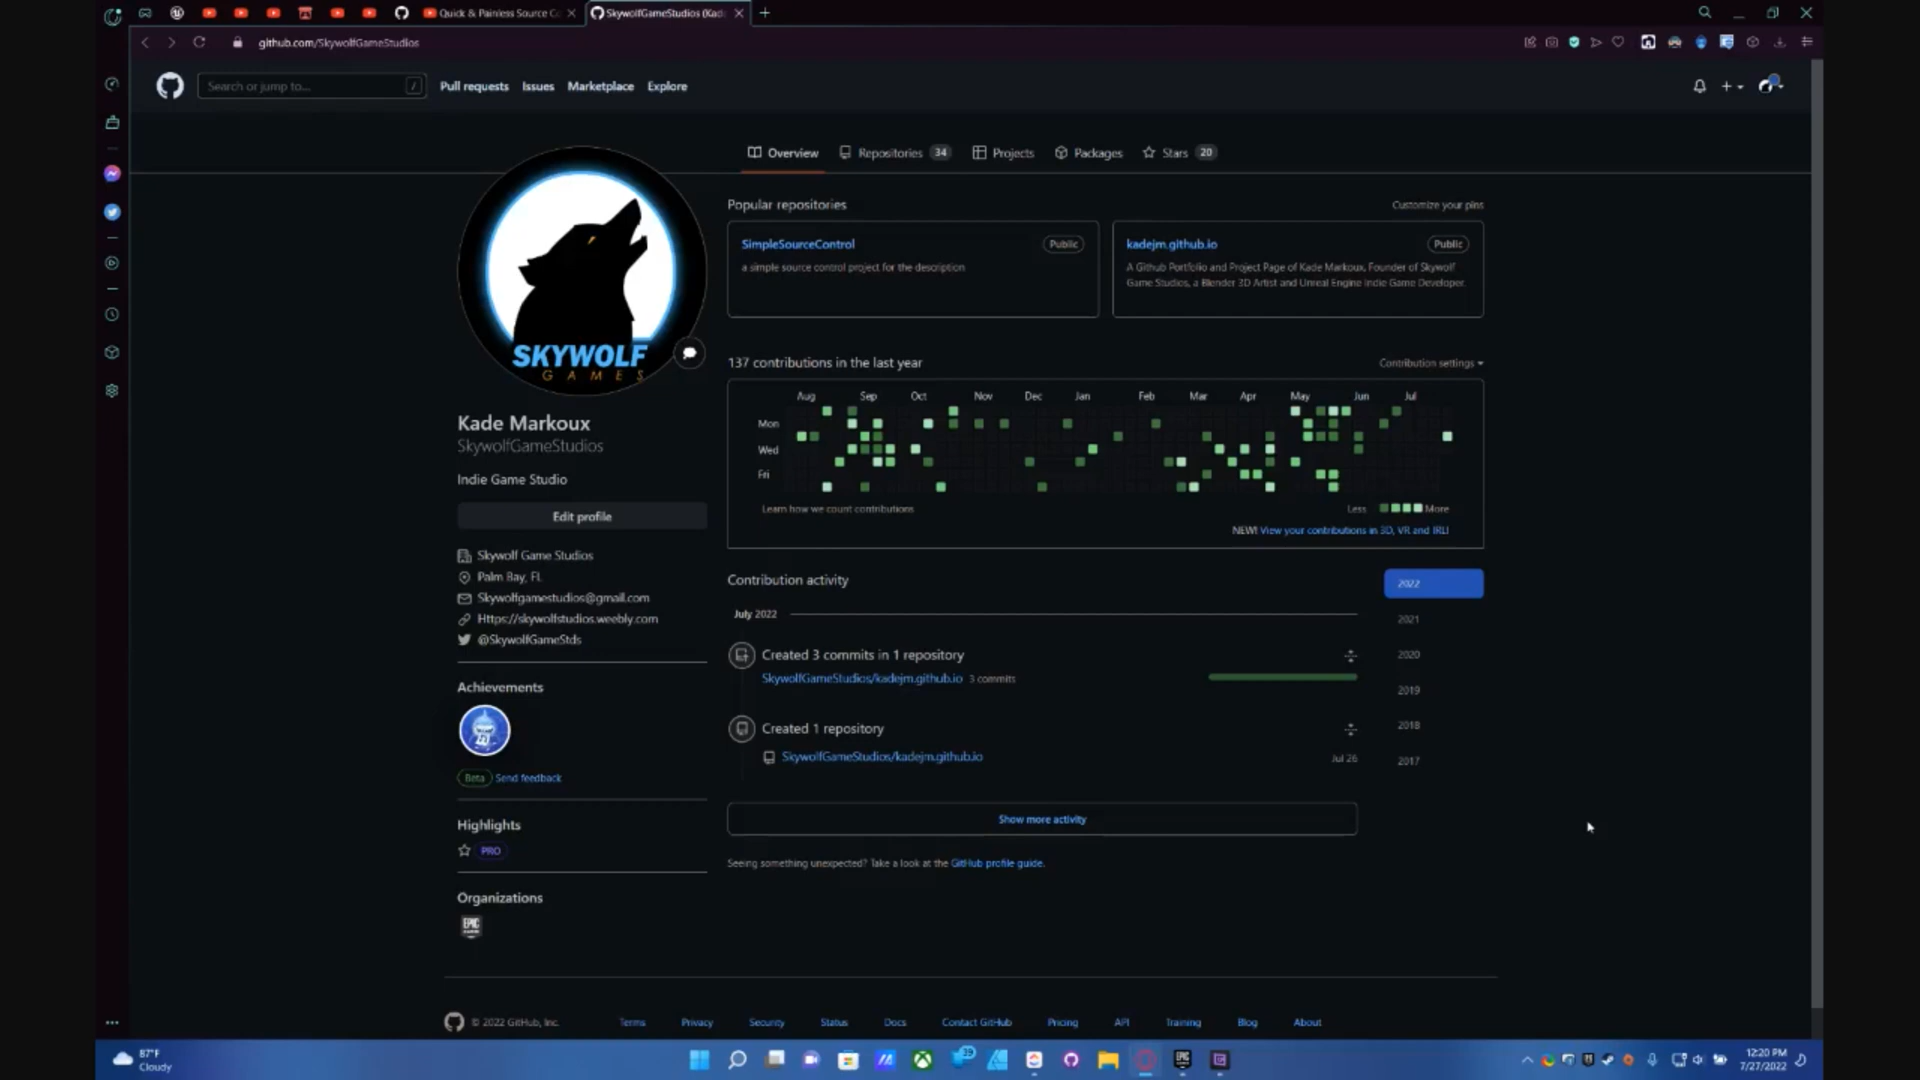 Quick & Painless Source Co
SkywolfGameStudios (Kad
github.com/SkywolfGameStudios
Search or jump to...
/
Pull requests
Issues
Marketplace
Explore
Overview
Repositories 34
Projects
Packages
Stars 20
SKYWOLF
GAMES
Kade Markoux
SkywolfGameStudios
Indie Game Studio
Edit profile
Skywolf Game Studios
Palm Bay, FL
Skywolfgamestudios@gmail.com
Https://skywolfstudios.weebly.com
@SkywolfGameStds
Achievements
Beta Send feedback
Highlights
PRO
Organizations
EPIC
Popular repositories
Customize your pins
SimpleSourceControl
Public
a simple source control project for the description
kadejm.github.io
Public
A Github Portfolio and Project Page of Kade Markoux, Founder of Skywolf
Game Studios, a Blender 3D Artist and Unreal Engine Indie Game Developer.
137 contributions in the last year
Contribution settings
Aug Sep Oct Nov Dec Jan Feb Mar Apr May Jun Jul
Mon
Wed
Fri
Learn how we count contributions
Less More
NEW! View your contributions in 3D, VR and IRL!
Contribution activity
2022
2021
2020
2019
2018
2017
July 2022
Created 3 commits in 1 repository
SkywolfGameStudios/kadejm.github.io 3 commits
Created 1 repository
SkywolfGameStudios/kadejm.github.io
Jul 26
Show more activity
Seeing something unexpected? Take a look at the GitHub profile guide.
© 2022 GitHub, Inc.
Terms
Privacy
Security
Status
Docs
Contact GitHub
Pricing
API
Training
Blog
About
87°F
Cloudy
12:20 PM
7/27/2022